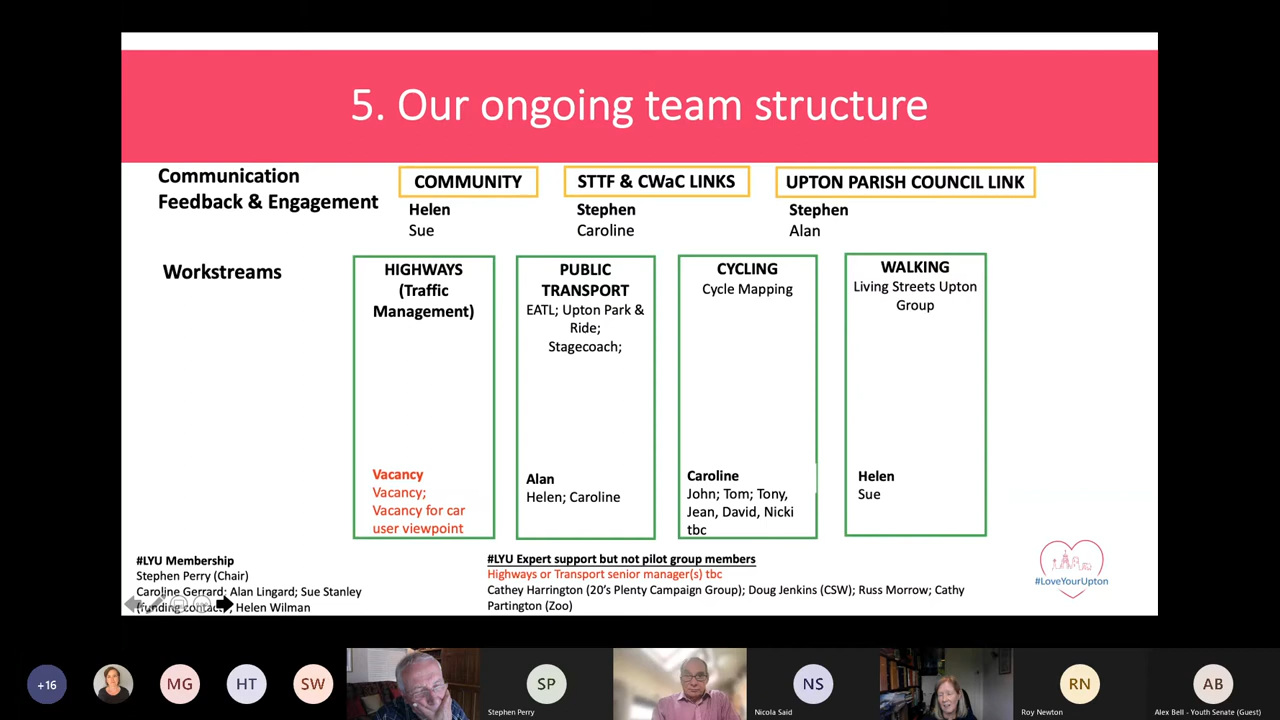 5. Our ongoing team structure
Communication
Feedback & Engagement
COMMUNITY
Helen
Sue
STTF & CWaC LINKS
Stephen
Caroline
UPTON PARISH COUNCIL LINK
Stephen
Alan
Workstreams
HIGHWAYS
(Traffic
Management)
Vacancy
Vacancy;
Vacancy for car
user viewpoint
PUBLIC
TRANSPORT
EATL; Upton Park &
Ride;
Stagecoach;
Alan
Helen; Caroline
CYCLING
Cycle Mapping
Caroline
John; Tom; Tony,
Jean, David, Nicki
tbc
WALKING
Living Streets Upton
Group
Helen
Sue
#LYU Membership
Stephen Perry (Chair)
Caroline Gerrard; Alan Lingard; Sue Stanley
(funding contact); Helen Wilman
#LYU Expert support but not pilot group members
Highways or Transport senior manager(s) tbc
Cathey Harrington (20's Plenty Campaign Group); Doug Jenkins (CSW); Russ Morrow; Cathy
Partington (Zoo)
#LoveYourUpton
+16
MG
HT
SW
SP
Stephen Perry
NS
Nicola Said
RN
Roy Newton
AB
Alex Bell - Youth Senate (Guest)